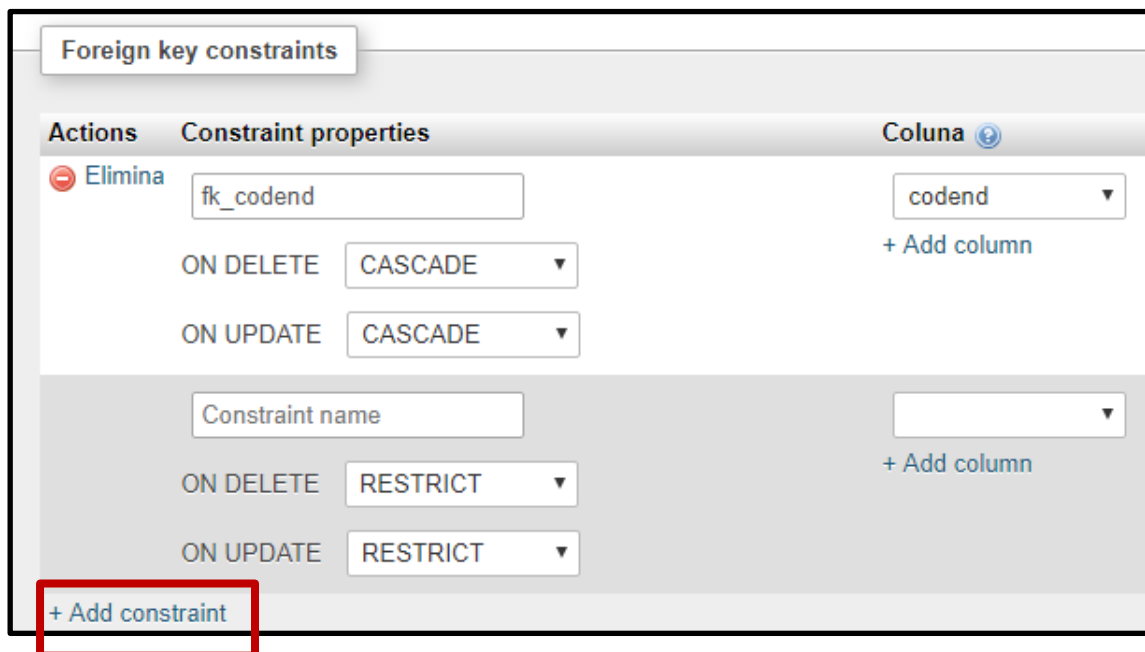 Foreign key constraints
Actions Constraint properties Coluna
Elimina fk_codend codend
+ Add column
ON DELETE CASCADE
ON UPDATE CASCADE
Constraint name
+ Add column
ON DELETE RESTRICT
ON UPDATE RESTRICT
+ Add constraint